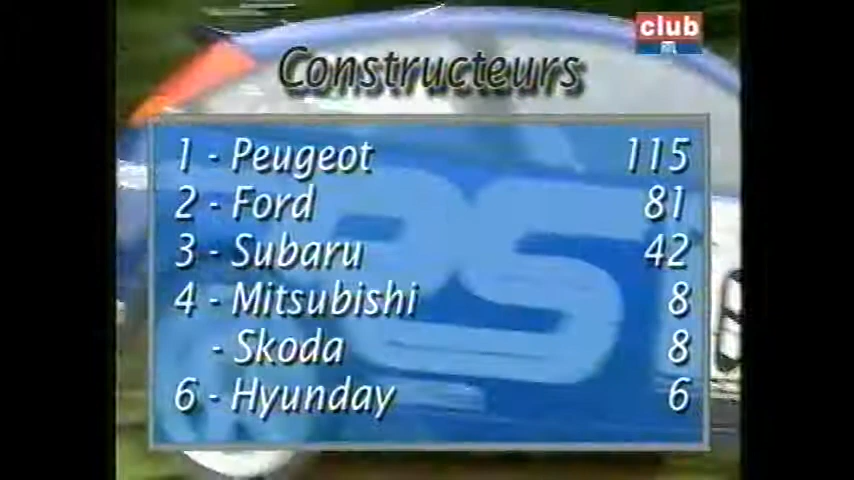 club
Constructeurs
1 - Peugeot 115
2 - Ford 81
3 - Subaru 42
4 - Mitsubishi 8
- Skoda 8
6 - Hyunday 6